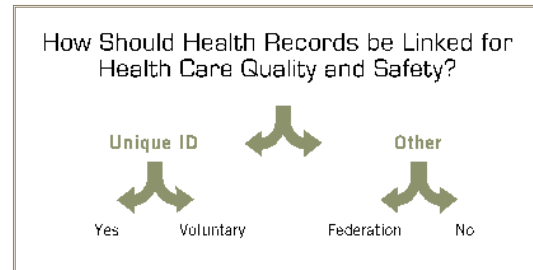 How Should Health Records be Linked for
Health Care Quality and Safety?
Unique ID
Other
Yes
Voluntary
Federation
No